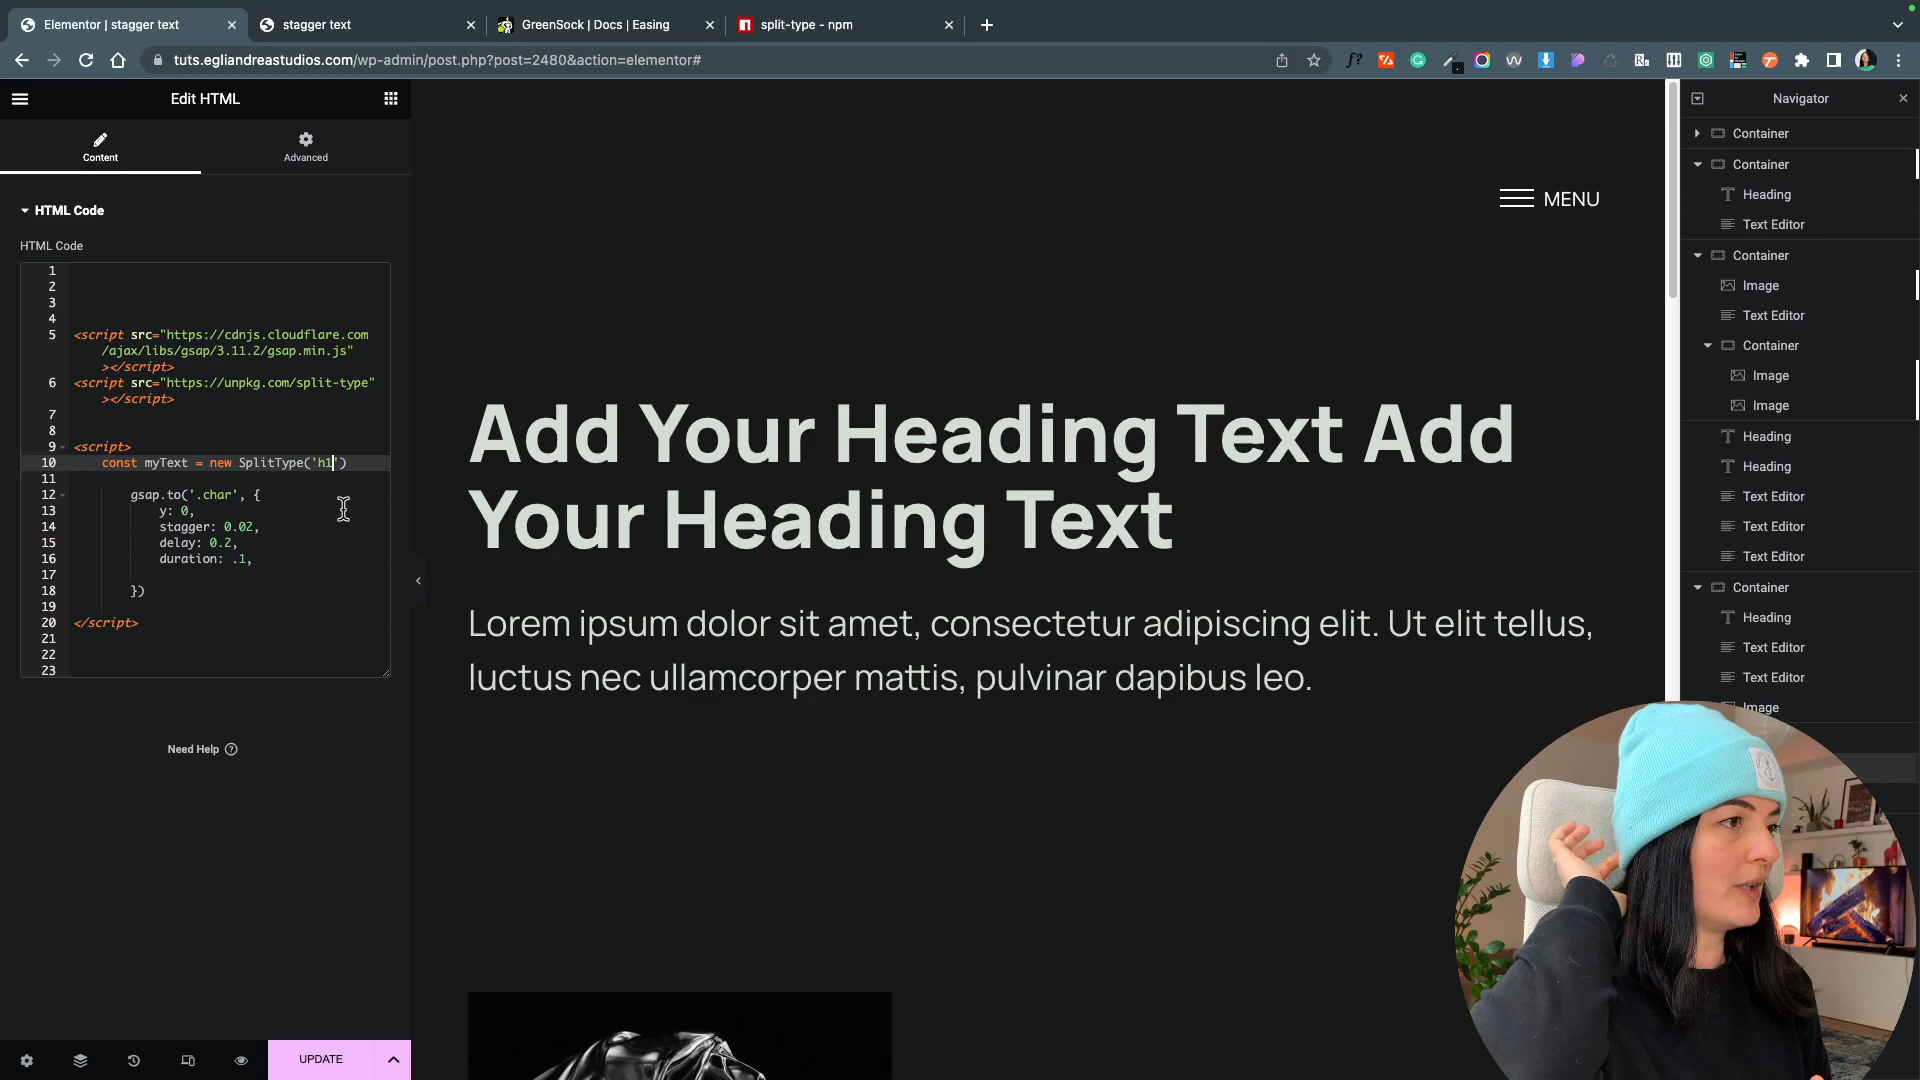 Elementor | stagger text
stagger text
GreenSock | Docs | Easing
split-type - npm
tuts.egliandreastudios.com/wp-admin/post.php?post=2480&action=elementor#
Edit HTML
Content
Advanced
HTML Code
HTML Code
1
2
3
4
5 <script src="https://cdnjs.cloudflare.com
/ajax/libs/gsap/3.11.2/gsap.min.js"
></script>
6 <script src="https://unpkg.com/split-type"
></script>
7
8
9 <script>
10 const myText = new SplitType('h1')
11
12 gsap.to('.char', {
13 y: 0,
14 stagger: 0.02,
15 delay: 0.2,
16 duration: .1,
17
18 })
19
20 </script>
21
22
23
Need Help
UPDATE
MENU
Add Your Heading Text Add
Your Heading Text
Lorem ipsum dolor sit amet, consectetur adipiscing elit. Ut elit tellus,
luctus nec ullamcorper mattis, pulvinar dapibus leo.
Navigator
Container
Container
Heading
Text Editor
Container
Image
Text Editor
Container
Image
Image
Heading
Heading
Text Editor
Text Editor
Text Editor
Container
Heading
Text Editor
Text Editor
Image